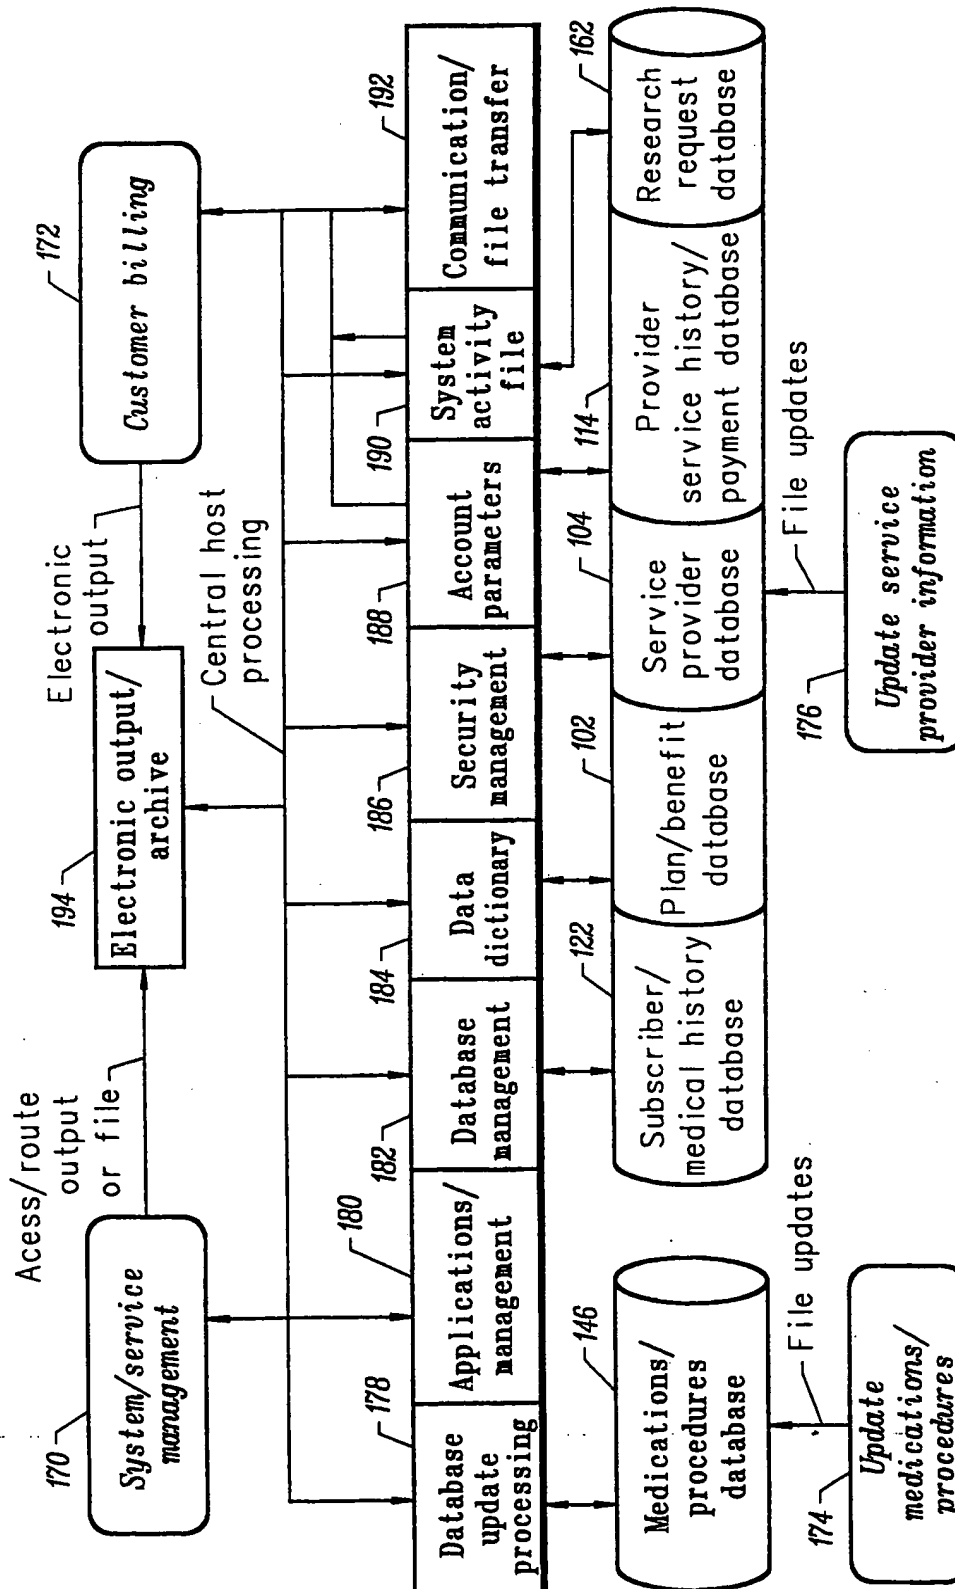 Acess/route
output
or file
Electronic
output
170
System/service
management
194
Electronic output/
archive
172
Customer billing
Central host
processing
178
Database
update
processing
180
Applications/
management
182
Database
management
184
Data
dictionary
186
Security
management
188
Account
parameters
190
System
activity
file
192
Communication/
file transfer
146
Medications/
procedures
database
122
Subscriber/
medical history
database
102
Plan/benefit
database
104
Service
provider
database
114
Provider
service history/
payment database
162
Research
request
database
File updates
174
Update
medications/
procedures
File updates
176
Update service
provider information